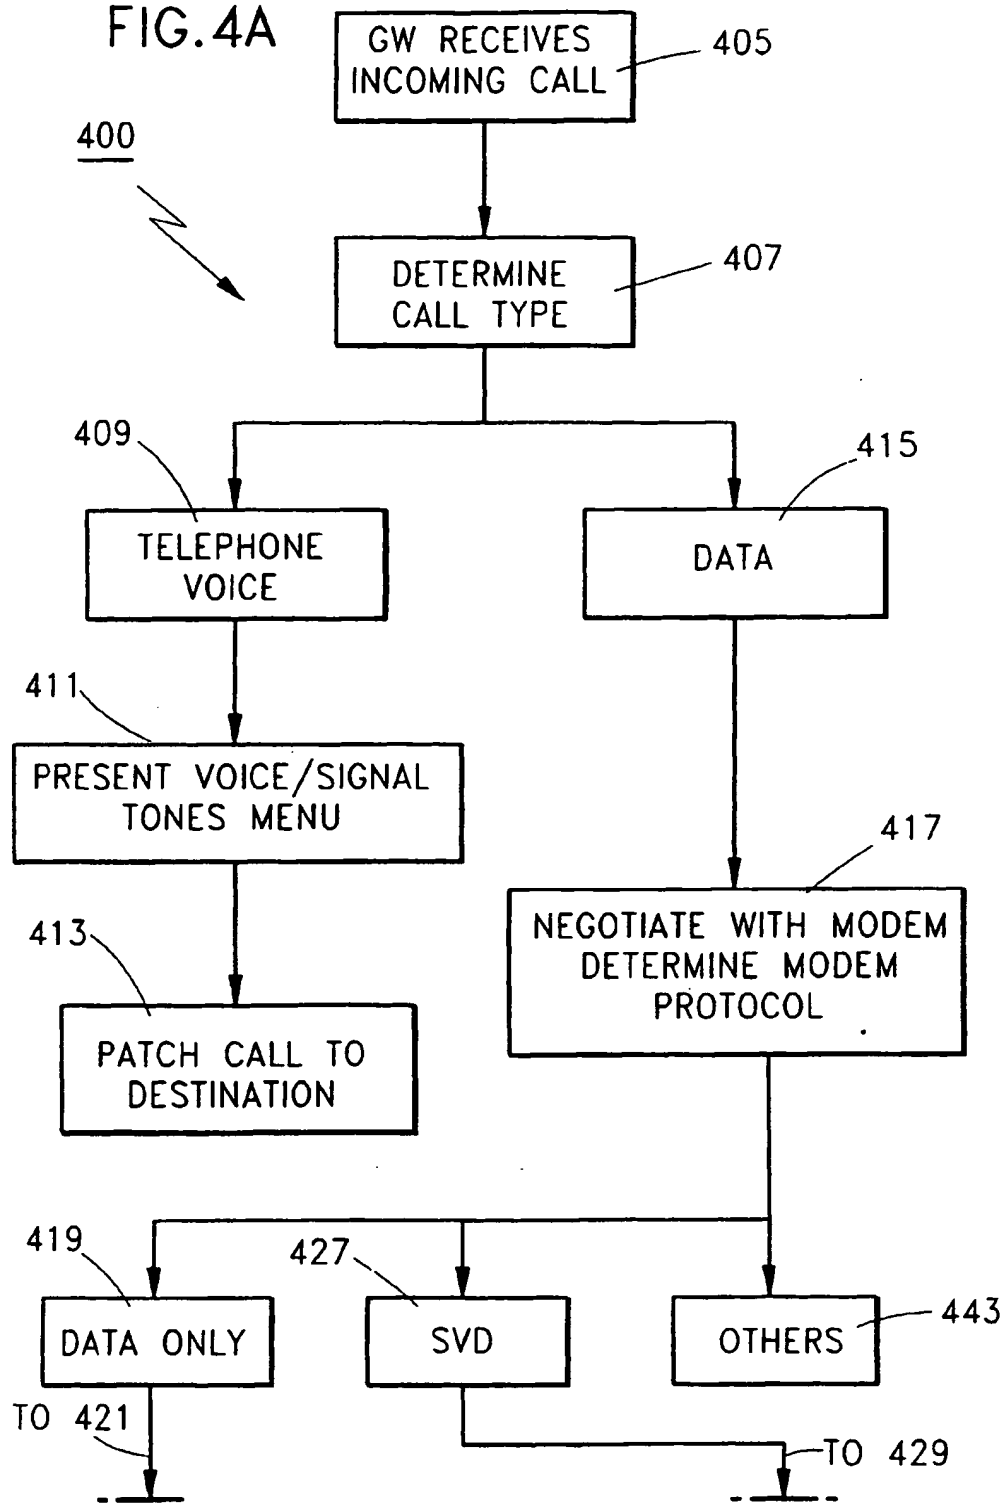 FIG.4A
GW RECEIVES
INCOMING CALL
405
400
DETERMINE
CALL TYPE
407
409
415
TELEPHONE
VOICE
DATA
411
PRESENT VOICE/SIGNAL
TONES MENU
417
413
NEGOTIATE WITH MODEM
DETERMINE MODEM
PROTOCOL
PATCH CALL TO
DESTINATION
419
427
443
DATA ONLY
SVD
OTHERS
TO 421
TO 429